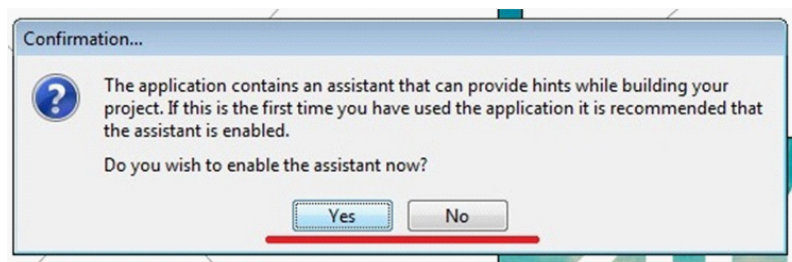 Confirmation...
The application contains an assistant that can provide hints while building your
project. If this is the first time you have used the application it is recommended that
the assistant is enabled.
Do you wish to enable the assistant now?
Yes No